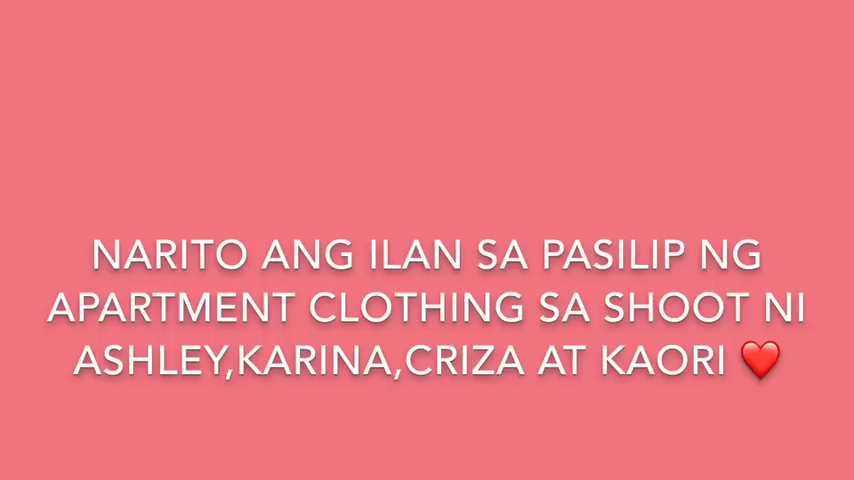 NARITO ANG ILAN SA PASILIP NG
APARTMENT CLOTHING SA SHOOT NI
ASHLEY,KARINA,CRIZA AT KAORI ❤️